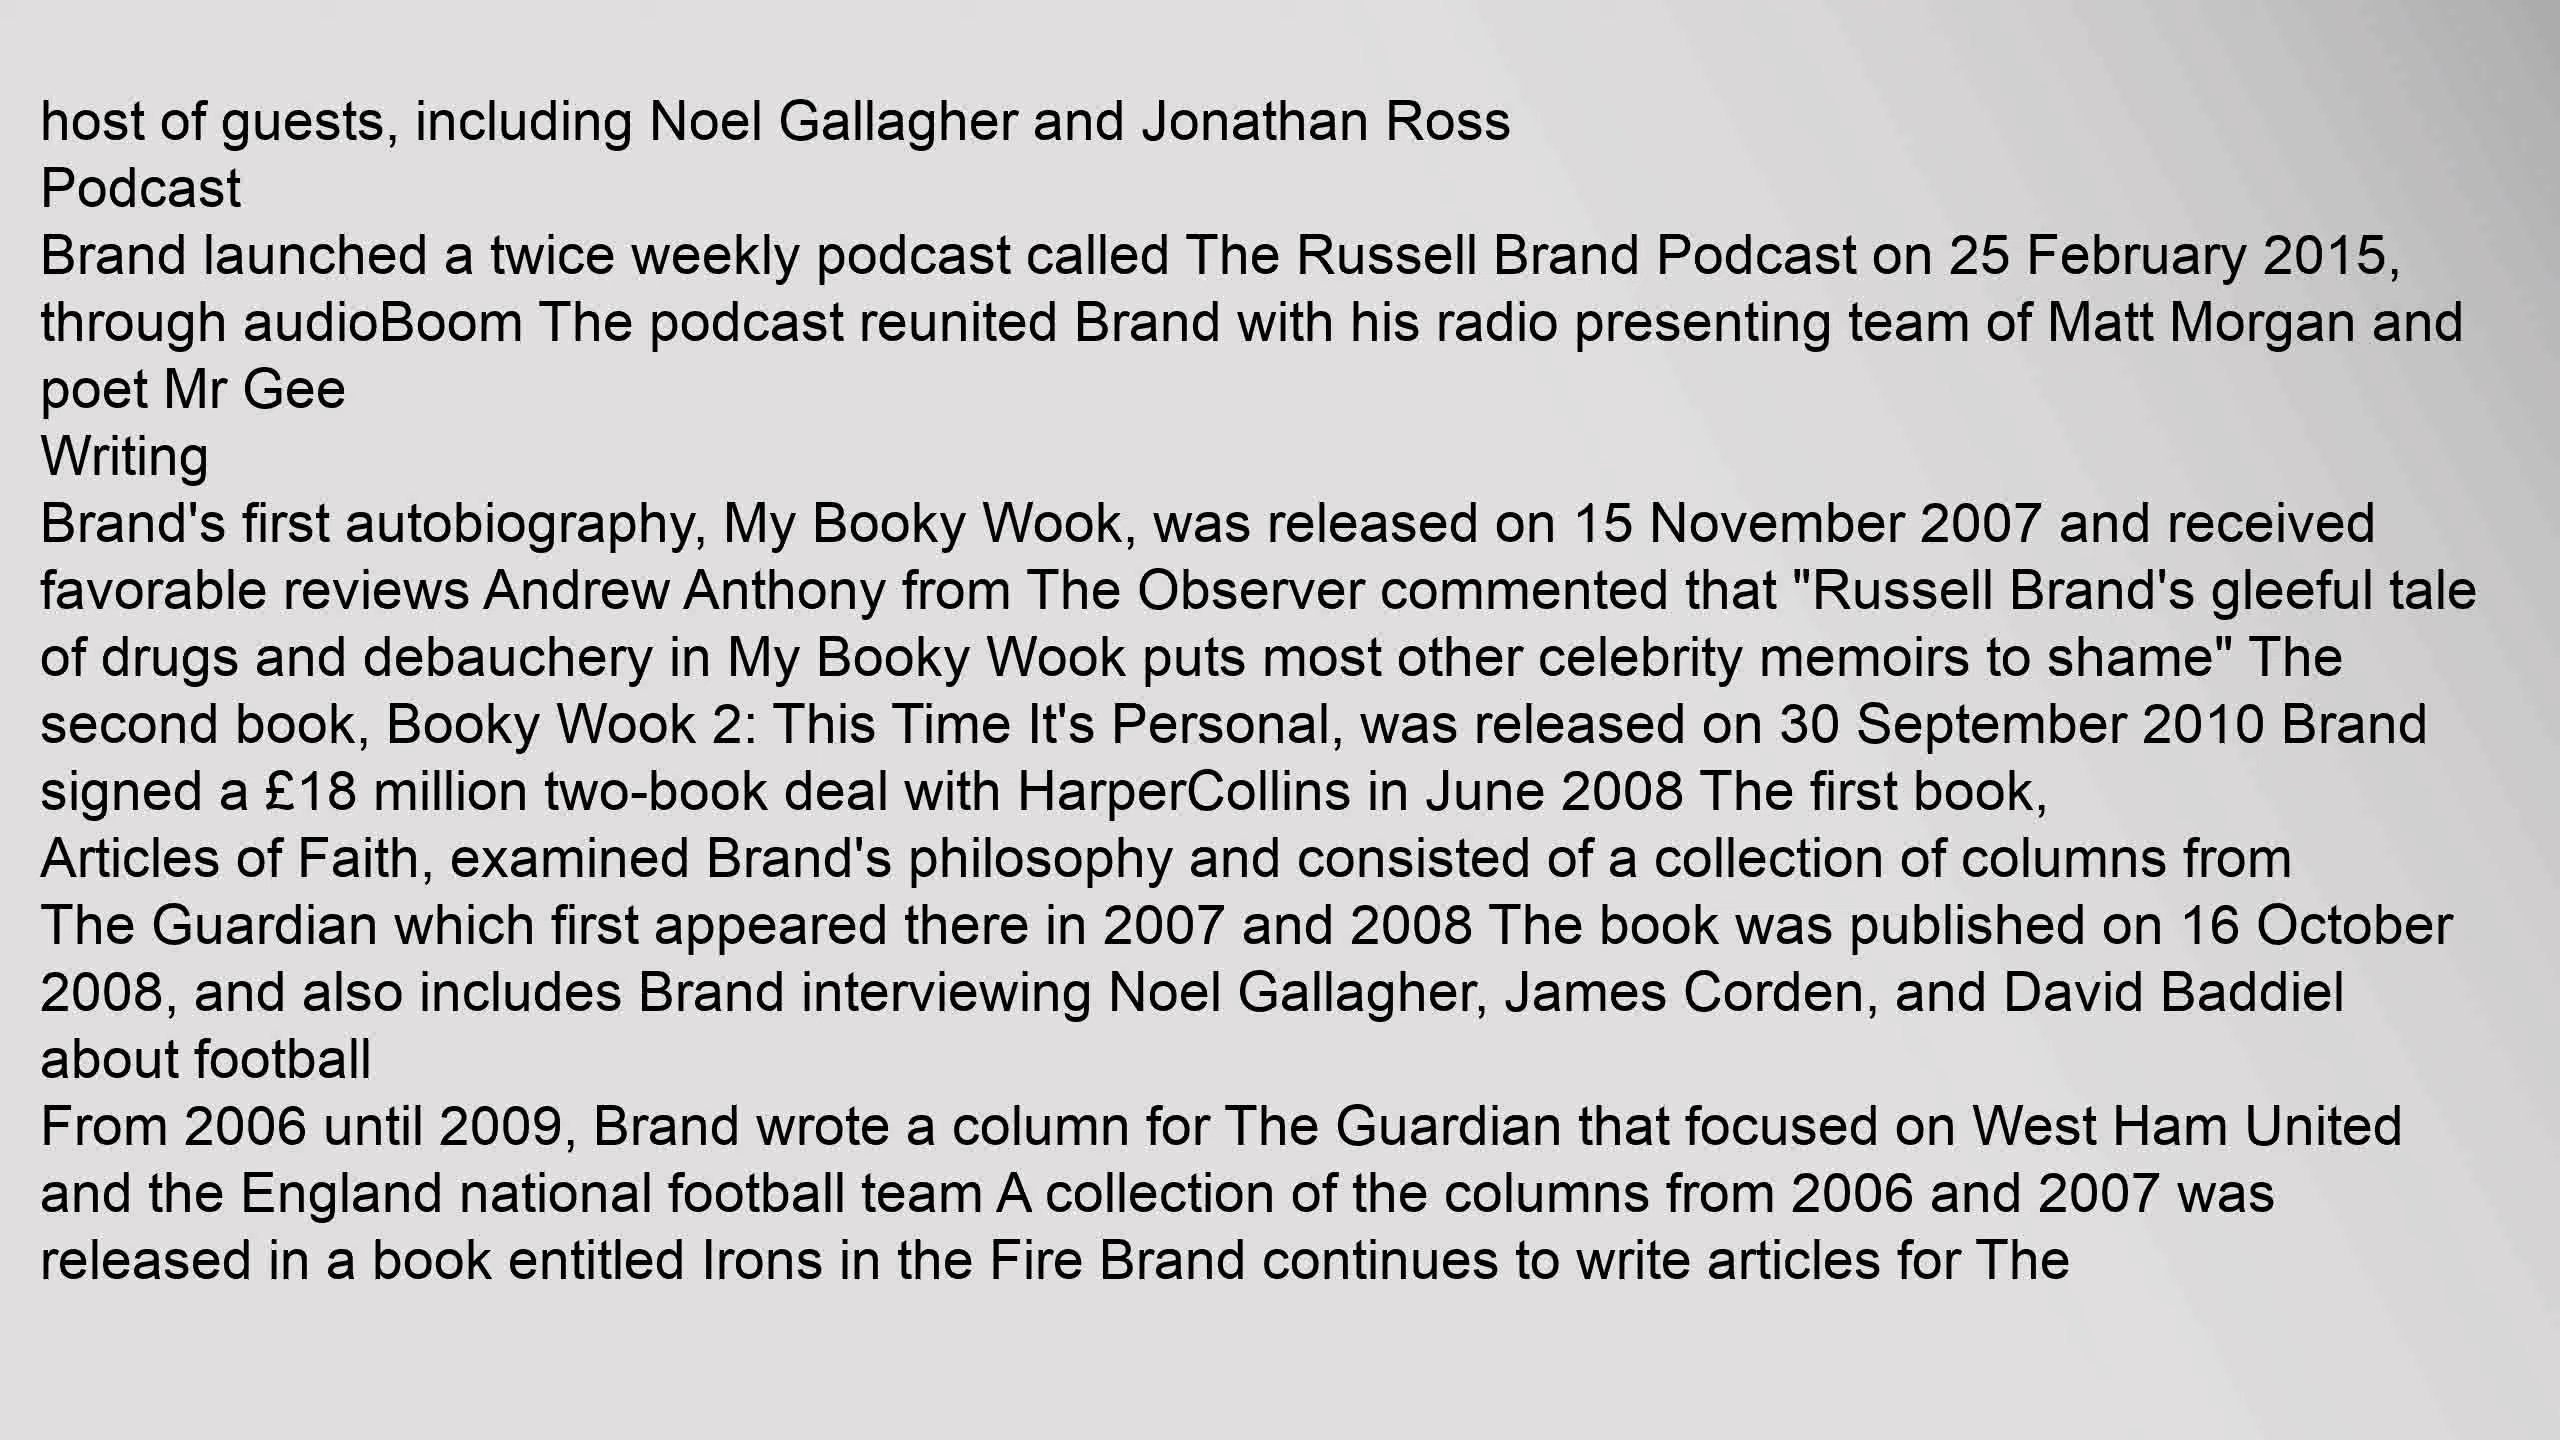 host of guests, including Noel Gallagher and Jonathan Ross
Podcast
Brand launched a twice weekly podcast called The Russell Brand Podcast on 25 February 2015,
through audioBoom The podcast reunited Brand with his radio presenting team of Matt Morgan and
poet Mr Gee
Writing
Brand's first autobiography, My Booky Wook, was released on 15 November 2007 and received
favorable reviews Andrew Anthony from The Observer commented that "Russell Brand's gleeful tale
of drugs and debauchery in My Booky Wook puts most other celebrity memoirs to shame" The
second book, Booky Wook 2: This Time It's Personal, was released on 30 September 2010 Brand
signed a £18 million two-book deal with HarperCollins in June 2008 The first book,
Articles of Faith, examined Brand's philosophy and consisted of a collection of columns from
The Guardian which first appeared there in 2007 and 2008 The book was published on 16 October
2008, and also includes Brand interviewing Noel Gallagher, James Corden, and David Baddiel
about football
From 2006 until 2009, Brand wrote a column for The Guardian that focused on West Ham United
and the England national football team A collection of the columns from 2006 and 2007 was
released in a book entitled Irons in the Fire Brand continues to write articles for The